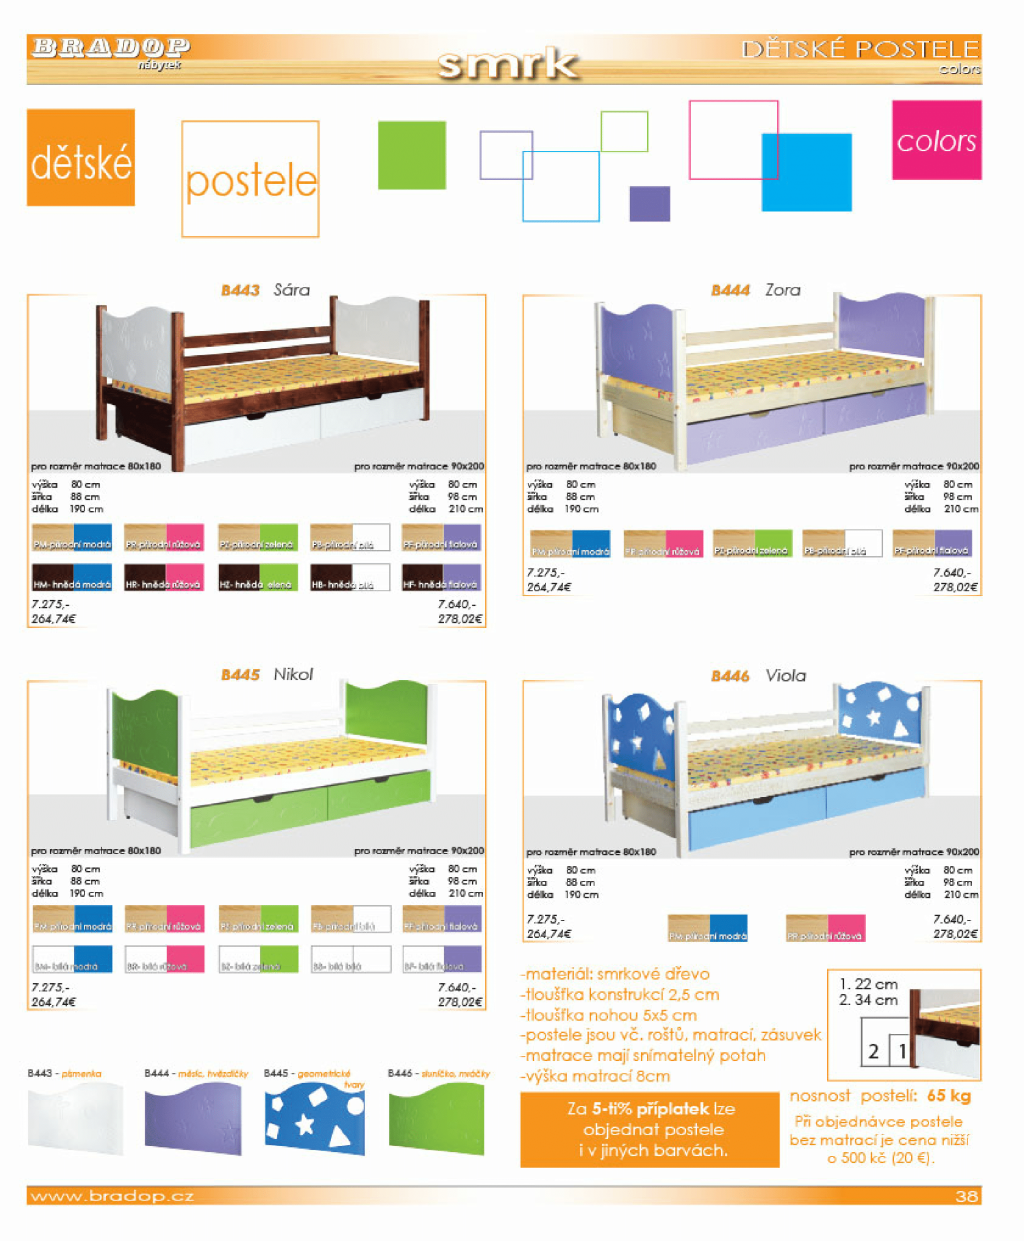 BRADOP
nábytek
smrk
DĚTSKÉ POSTELE
colors
dětské
postele
colors
B443 Sára
pro rozměr matrace 80x180 pro rozměr matrace 90x200
výška 80 cm výška 80 cm
šířka 88 cm šířka 98 cm
délka 190 cm délka 210 cm
PM-přírodní modrá PR-přírodní růžová PZ-přírodní zelená PB-přírodní bílá PF-přírodní fialová
HM- hnědá modrá HR- hnědá růžová HZ- hnědá zelená HB- hnědá bílá HF- hnědá fialová
7.275,- 7.640,-
264,74€ 278,02€
B444 Zora
pro rozměr matrace 80x180 pro rozměr matrace 90x200
výška 80 cm výška 80 cm
šířka 88 cm šířka 98 cm
délka 190 cm délka 210 cm
PM-přírodní modrá PR-přírodní růžová PZ-přírodní zelená PB-přírodní bílá PF-přírodní fialová
7.275,- 7.640,-
264,74€ 278,02€
B445 Nikol
pro rozměr matrace 80x180 pro rozměr matrace 90x200
výška 80 cm výška 80 cm
šířka 88 cm šířka 98 cm
délka 190 cm délka 210 cm
PM-přírodní modrá PR-přírodní růžová PZ-přírodní zelená PB-přírodní bílá PF-přírodní fialová
BM- bílá modrá BR- bílá růžová BZ- bílá zelená BB- bílá bílá BF- bílá fialová
7.275,- 7.640,-
264,74€ 278,02€
B446 Viola
pro rozměr matrace 80x180 pro rozměr matrace 90x200
výška 80 cm výška 80 cm
šířka 88 cm šířka 98 cm
délka 190 cm délka 210 cm
7.275,- 7.640,-
264,74€ PM-přírodní modrá PR-přírodní růžová 278,02€
-materiál: smrkové dřevo
-tloušťka konstrukcí 2,5 cm
-tloušťka nohou 5x5 cm
-postele jsou vč. roštů, matrací, zásuvek
-matrace mají snímatelný potah
-výška matrací 8cm
1. 22 cm
2. 34 cm
2 1
nosnost postelí: 65 kg
Při objednávce postele
bez matrací je cena nižší
o 500 kč (20 €).
Za 5-ti% příplatek lze
objednat postele
i v jiných barvách.
B443 - písmenka B444 - měsíc, hvězdičky B445 - geometrické B446 - sluníčko, mráčky
tvary
www.bradop.cz 38